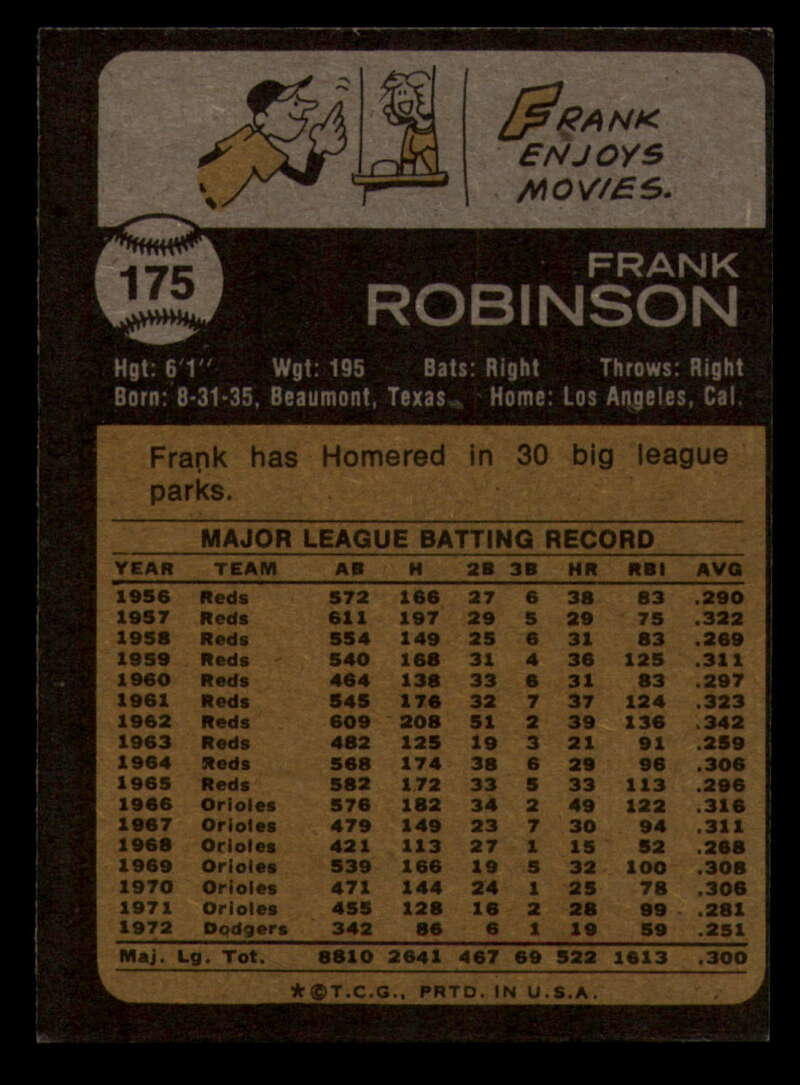 FRANK
ENJOYS
MOVIES.
175
FRANK
ROBINSON
Hgt: 6'1" Wgt: 195 Bats: Right Throws: Right
Born: 8-31-35, Beaumont, Texas Home: Los Angeles, Cal.
Frank has Homered in 30 big league
parks.
MAJOR LEAGUE BATTING RECORD
YEAR TEAM AB H 2B 3B HR RBI AVG
1956 Reds 572 166 27 6 38 83 .290
1957 Reds 611 197 29 5 29 75 .322
1958 Reds 554 149 25 6 31 83 .269
1959 Reds 540 168 31 4 36 125 .311
1960 Reds 464 138 33 6 31 83 .297
1961 Reds 545 176 32 7 37 124 .323
1962 Reds 609 208 51 2 39 136 .342
1963 Reds 482 125 19 3 21 91 .259
1964 Reds 568 174 38 6 29 96 .306
1965 Reds 582 172 33 5 33 113 .296
1966 Orioles 576 182 34 2 49 122 .316
1967 Orioles 479 149 23 7 30 94 .311
1968 Orioles 421 113 27 1 15 52 .268
1969 Orioles 539 166 19 5 32 100 .308
1970 Orioles 471 144 24 1 25 78 .306
1971 Orioles 455 128 16 2 28 99 .281
1972 Dodgers 342 86 6 1 19 59 .251
Maj. Lg. Tot. 8810 2641 467 69 522 1613 .300
*©T.C.G., PRTD. IN U.S.A.